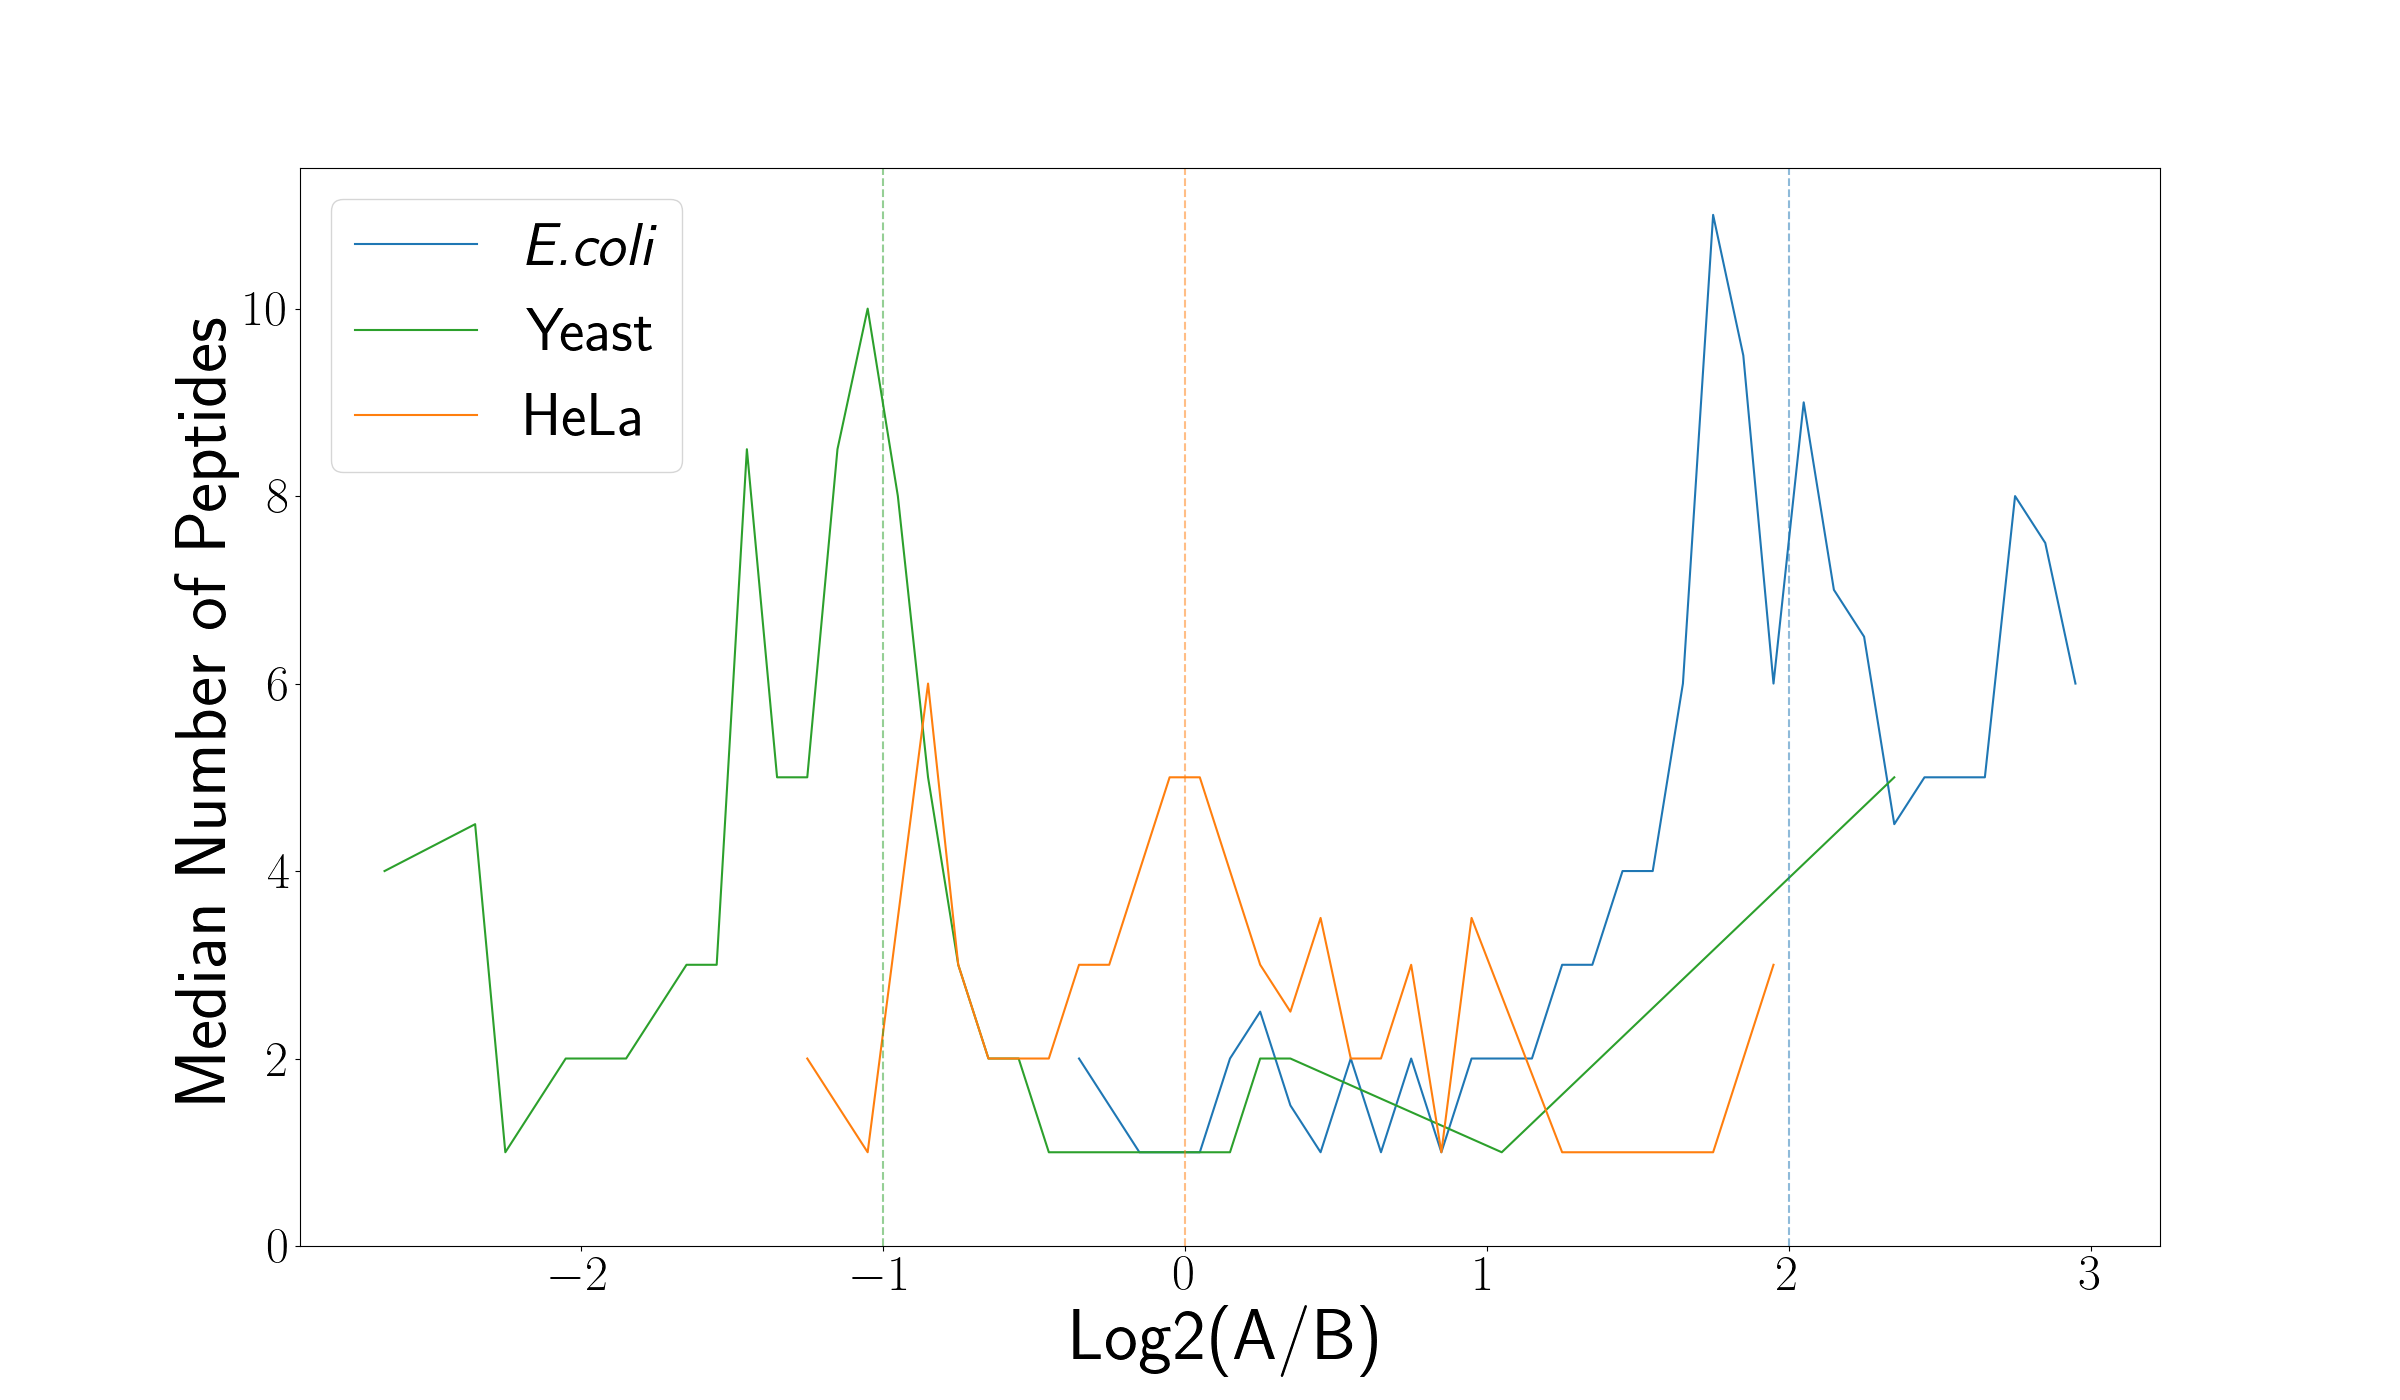 E.coli
Yeast
HeLa
Median Number of Peptides
10
8
6
4
2
0
−2 −1 0 1 2 3
Log2(A/B)